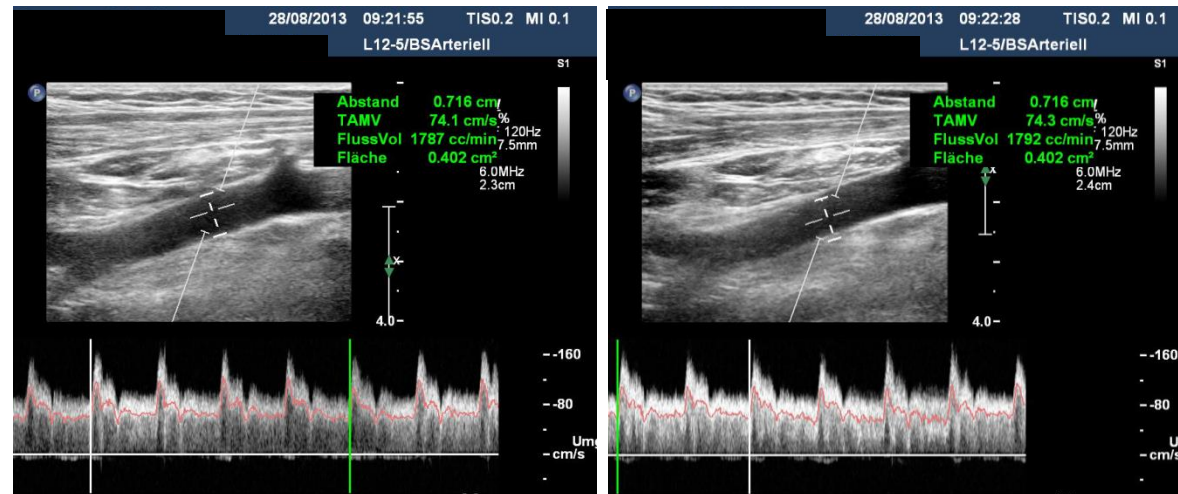 28/08/2013 09:21:55 TIS0.2 MI 0.1
L12-5/BSArteriell
S1
P
Abstand 0.716 cm
TAMV 74.1 cm/s
FlussVol 1787 cc/min
Fläche 0.402 cm²
%
120Hz
7.5mm
6.0MHz
2.3cm
x
4.0
-160
-80
Umg
cm/s
28/08/2013 09:22:28 TIS0.2 MI 0.1
L12-5/BSArteriell
S1
P
Abstand 0.716 cm
TAMV 74.3 cm/s
FlussVol 1792 cc/min
Fläche 0.402 cm²
%
120Hz
7.5mm
6.0MHz
2.4cm
x
4.0
-160
-80
U
cm/s